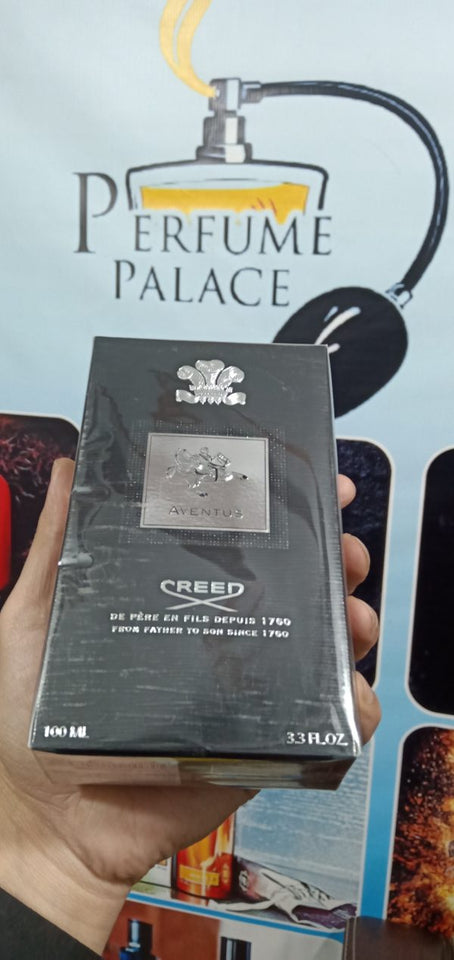 PERFUME
PALACE
AVENTUS
CREED
DE PÈRE EN FILS DEPUIS 1760
FROM FATHER TO SON SINCE 1760
100 ML
3.3 FL.OZ.